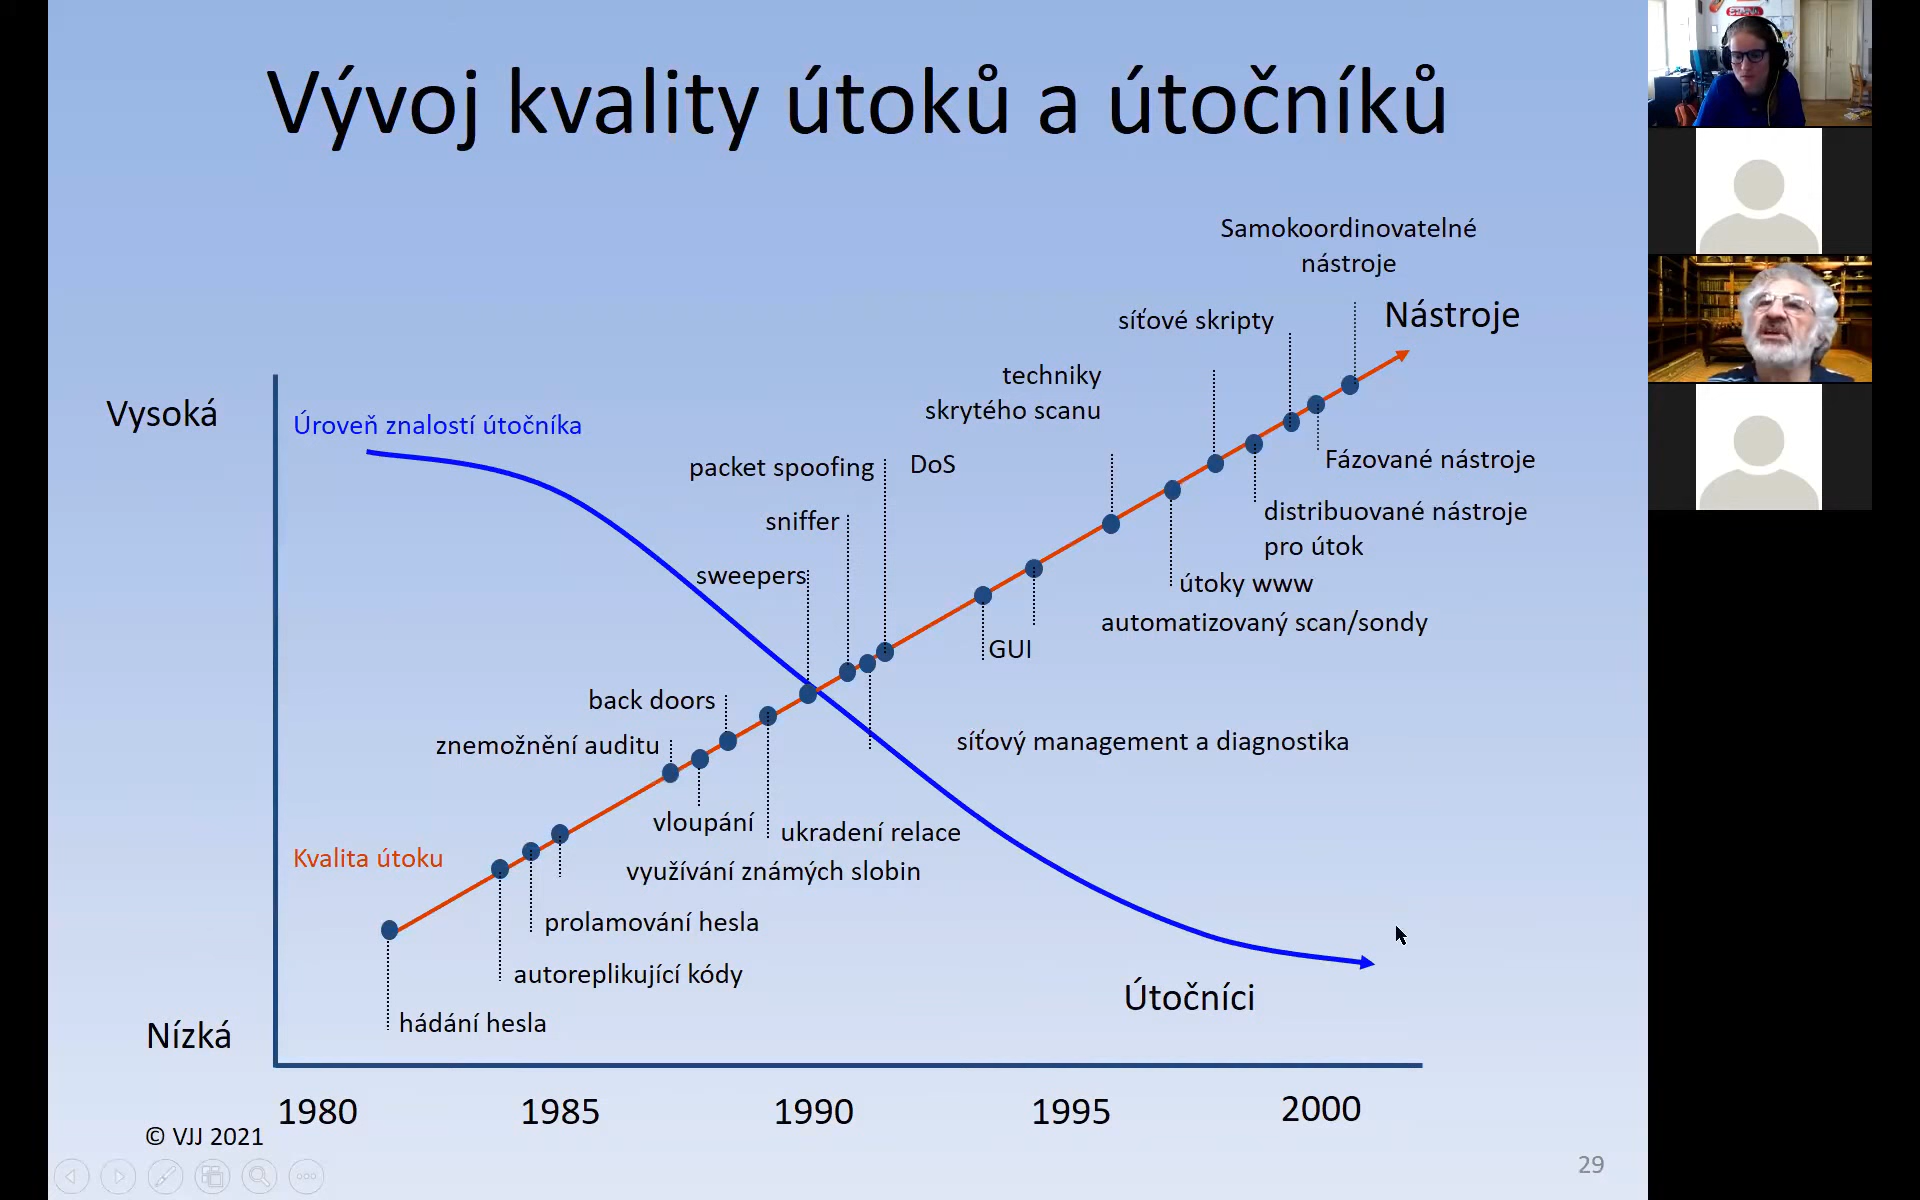 Vývoj kvality útoků a útočníků
Samokoordinovatelné
nástroje
Nástroje
síťové skripty
techniky
skrytého scanu
Vysoká
Úroveň znalostí útočníka
packet spoofing
DoS
Fázované nástroje
sniffer
distribuované nástroje
pro útok
sweepers
útoky www
automatizovaný scan/sondy
GUI
back doors
znemožnění auditu
síťový management a diagnostika
vloupání
ukradení relace
Kvalita útoku
využívání známých slobin
prolamování hesla
autoreplikující kódy
Útočníci
hádání hesla
Nízká
1980
1985
1990
1995
2000
© VJJ 2021
29